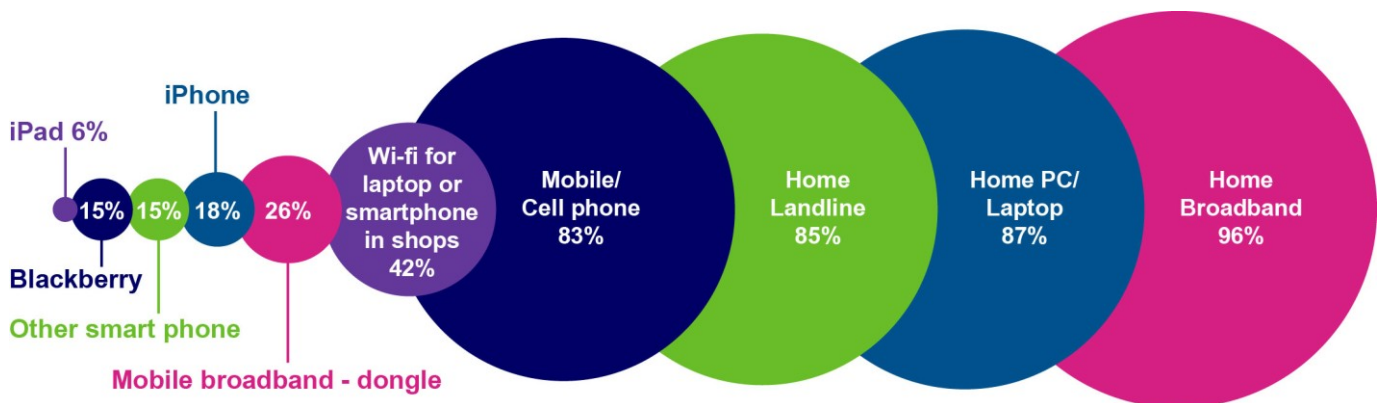 iPhone
iPad 6%
15%
15%
18%
26%
Blackberry
Other smart phone
Mobile broadband - dongle
Wi-fi for
laptop or
smartphone
in shops
42%
Mobile/
Cell phone
83%
Home
Landline
85%
Home PC/
Laptop
87%
Home
Broadband
96%